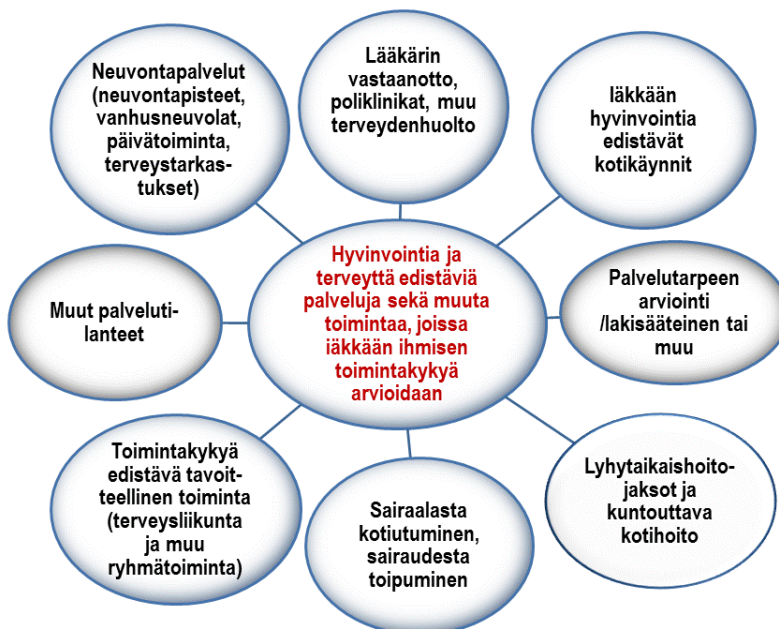 Neuvontapalvelut
(neuvontapisteet,
vanhusneuvolat,
päivätoiminta,
terveystarkas-
tukset)
Lääkärin
vastaanotto,
poliklinikat, muu
terveydenhuolto
Iäkkään
hyvinvointia
edistävät
kotikäynnit
Muut palveluti-
lanteet
Hyvinvointia ja
terveyttä edistäviä
palveluja sekä muuta
toimintaa, joissa
iäkkään ihmisen
toimintakykyä
arvioidaan
Palvelutarpeen
arviointi
/lakisääteinen tai
muu
Toimintakykyä
edistävä tavoit-
teellinen toiminta
(terveysliikunta
ja muu
ryhmätoiminta)
Sairaalasta
kotiutuminen,
sairaudesta
toipuminen
Lyhytaikaishoito-
jaksot ja
kuntouttava
kotihoito